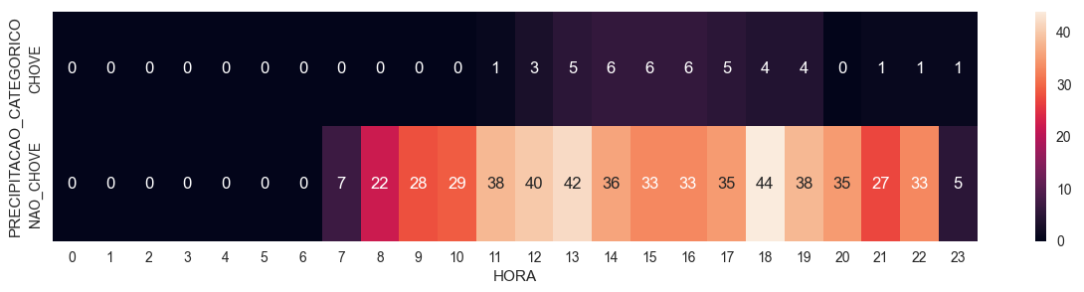 PRECIPITACAO_CATEGORICO
CHOVE
0 0 0 0 0 0 0 0 0 0 0 1 3 5 6 6 6 5 4 4 0 1 1 1
NAO_CHOVE
0 0 0 0 0 0 0 7 22 28 29 38 40 42 36 33 33 35 44 38 35 27 33 5
0 1 2 3 4 5 6 7 8 9 10 11 12 13 14 15 16 17 18 19 20 21 22 23
HORA
40
30
20
10
0